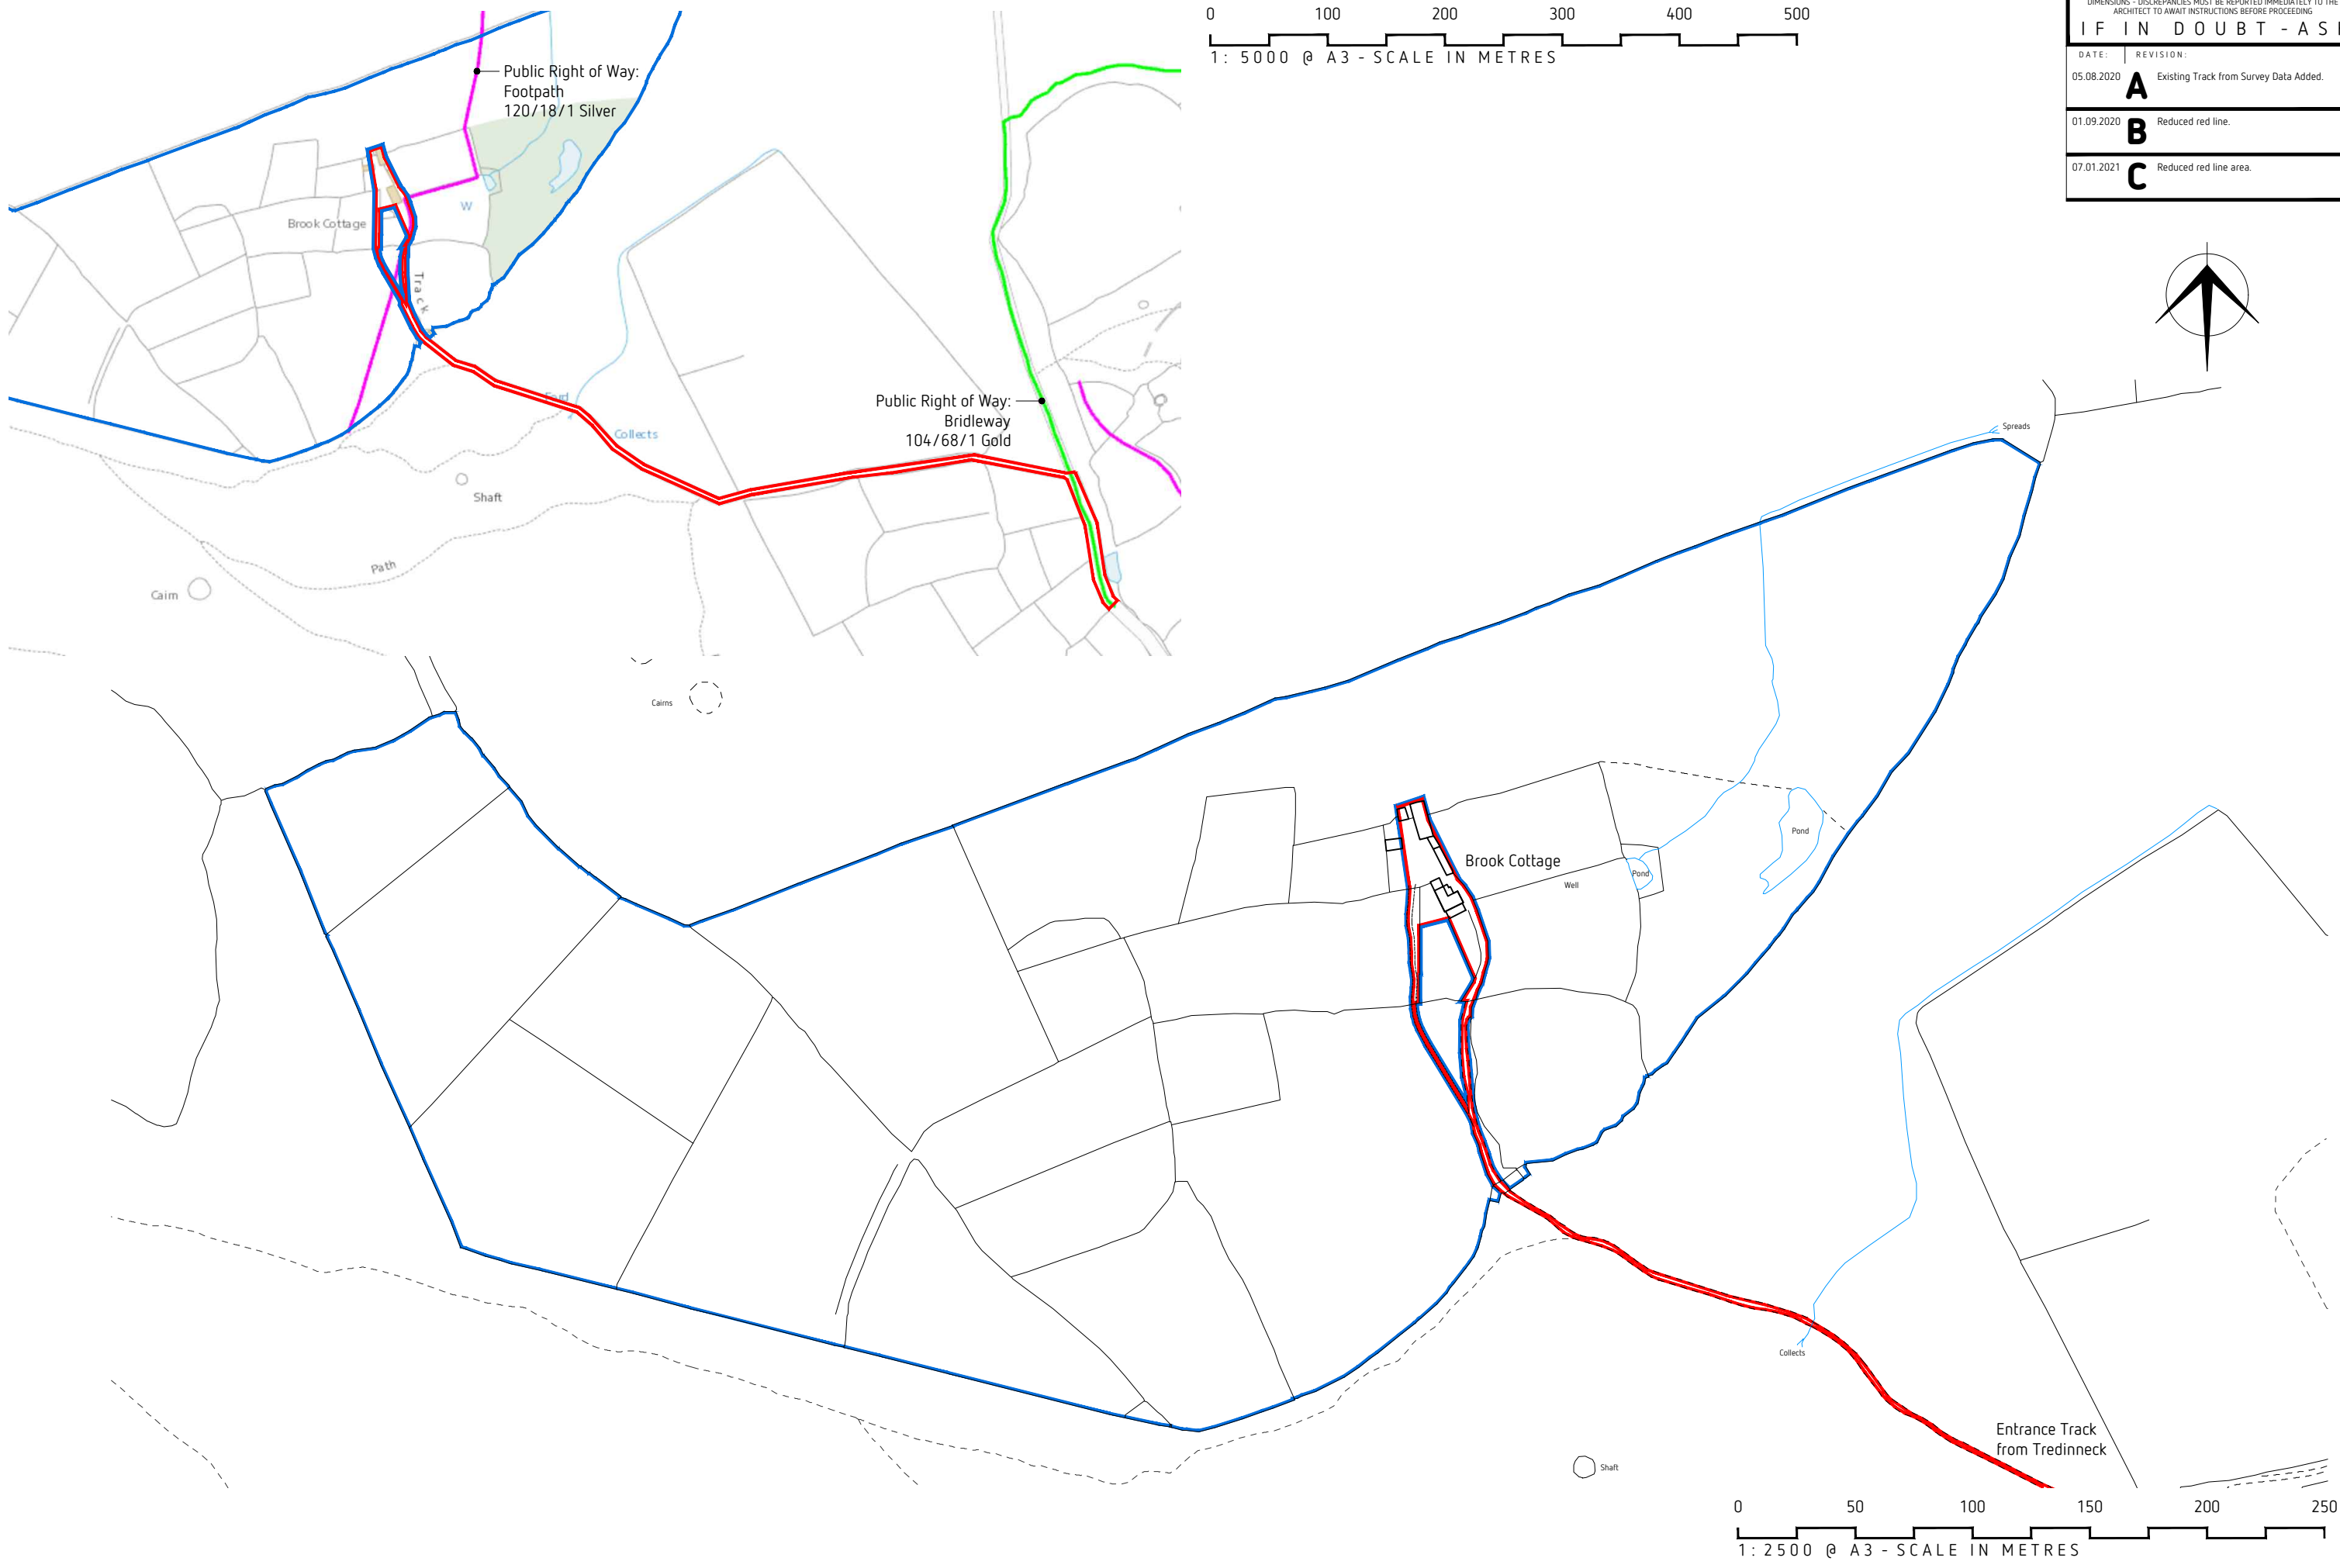 Public Right of Way:
Footpath
120/18/1 Silver
Brook Cottage
W
Track
Ford
Collects
Public Right of Way:
Bridleway
104/68/1 Gold
Shaft
Path
Cairn
0 100 200 300 400 500
1: 5000 @ A3 - SCALE IN METRES
DIMENSIONS - DISCREPANCIES MUST BE REPORTED IMMEDIATELY TO THE
ARCHITECT TO AWAIT INSTRUCTIONS BEFORE PROCEEDING
IF IN DOUBT - AS
DATE: REVISION:
05.08.2020 A Existing Track from Survey Data Added.
01.09.2020 B Reduced red line.
07.01.2021 C Reduced red line area.
Spreads
Cairns
Pond
Brook Cottage
Pond
Well
Collects
Entrance Track
from Tredinneck
Shaft
0 50 100 150 200 250
1: 2500 @ A3 - SCALE IN METRES